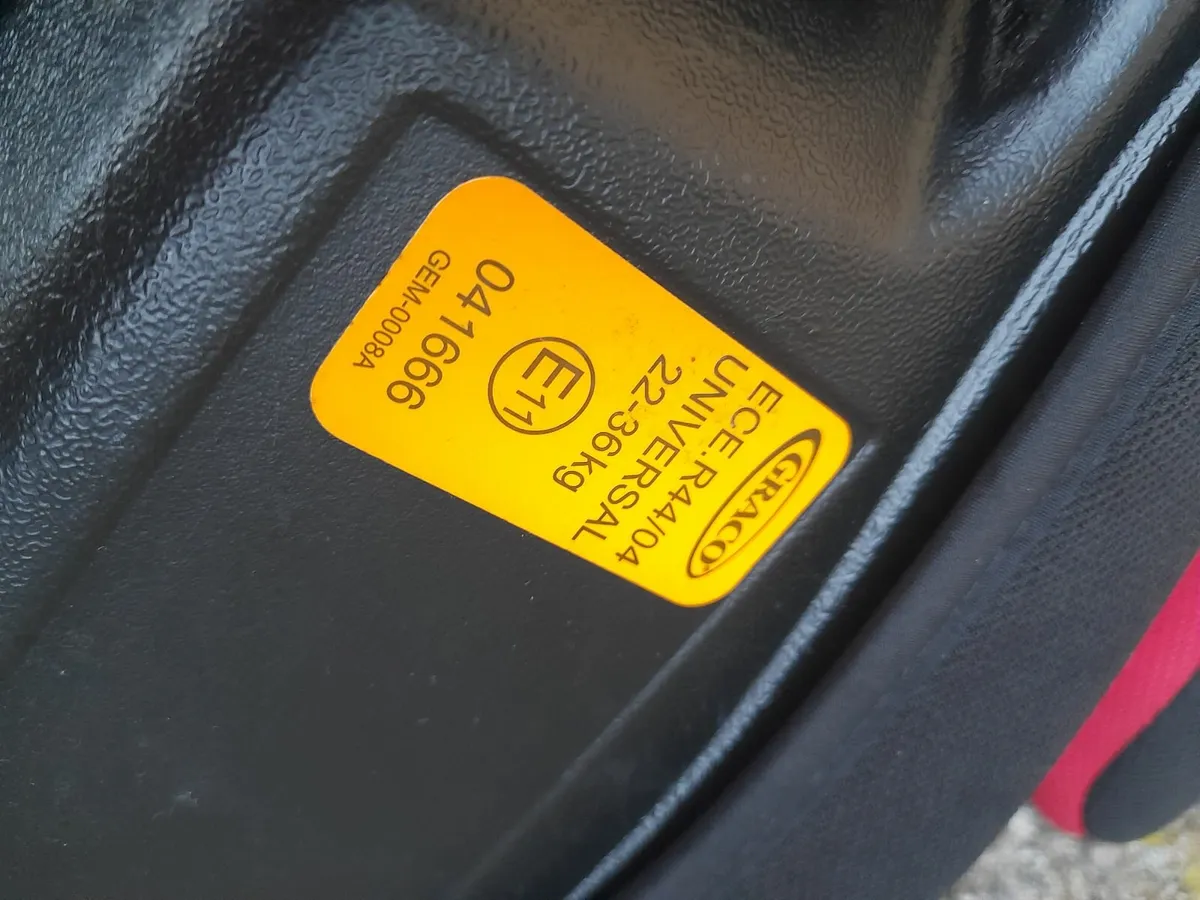 GRACO
ECE.R44/04
UNIVERSAL
22-36kg
E11
041666
GEM-0008A